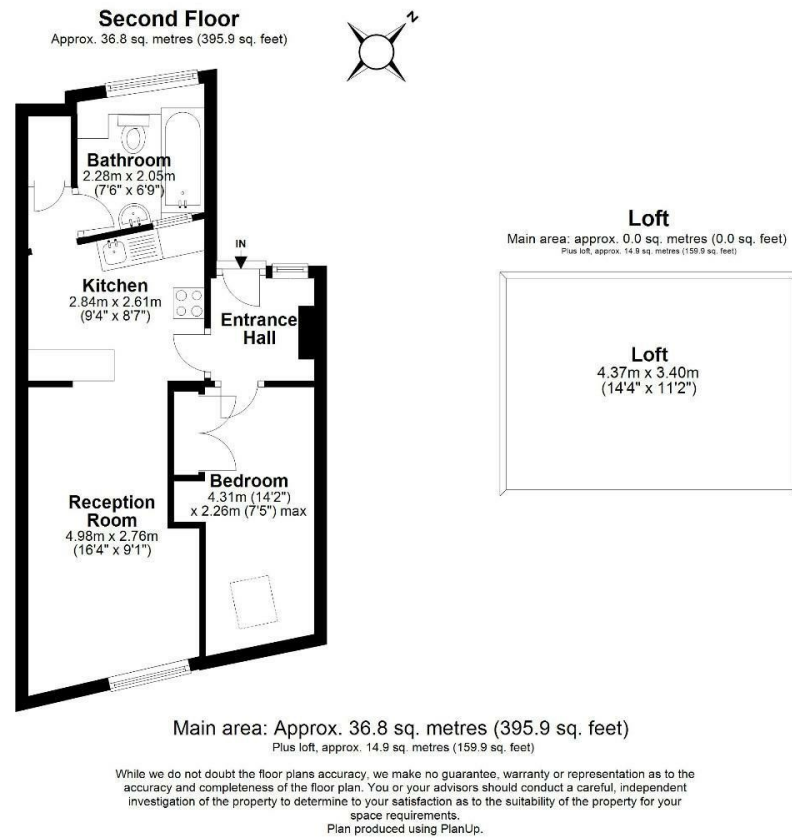 Second Floor
Approx. 36.8 sq. metres (395.9 sq. feet)
N
Bathroom
2.28m x 2.05m
(7'6" x 6'9")
IN
Kitchen
2.84m x 2.61m
(9'4" x 8'7")
Entrance
Hall
Bedroom
4.31m (14'2")
x 2.26m (7'5") max
Reception
Room
4.98m x 2.76m
(16'4" x 9'1")
Loft
Main area: approx. 0.0 sq. metres (0.0 sq. feet)
Plus loft, approx. 14.9 sq. metres (159.9 sq. feet)
Loft
4.37m x 3.40m
(14'4" x 11'2")
Main area: Approx. 36.8 sq. metres (395.9 sq. feet)
Plus loft, approx. 14.9 sq. metres (159.9 sq. feet)
While we do not doubt the floor plans accuracy, we make no guarantee, warranty or representation as to the
accuracy and completeness of the floor plan. You or your advisors should conduct a careful, independent
investigation of the property to determine to your satisfaction as to the suitability of the property for your
space requirements.
Plan produced using PlanUp.